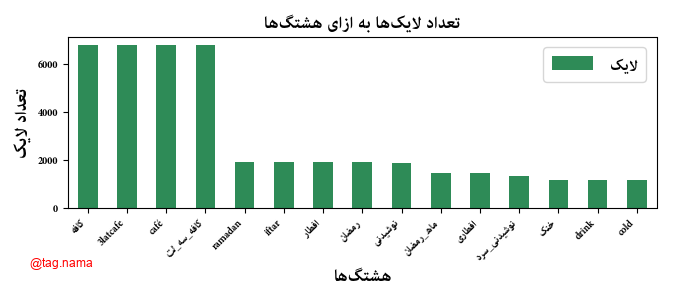 تعداد لایک‌ها به ازای هشتگ‌ها
لایک
تعداد لایک
6000
4000
2000
0
کافه
3latcafe
café
کافه_سه_لت
ramadan
iftar
افطار
رمضان
نوشیدنی
ماه_رمضان
افطاری
نوشیدنی_سرد
خنک
drink
cold
هشتگ‌ها
@tag.nama